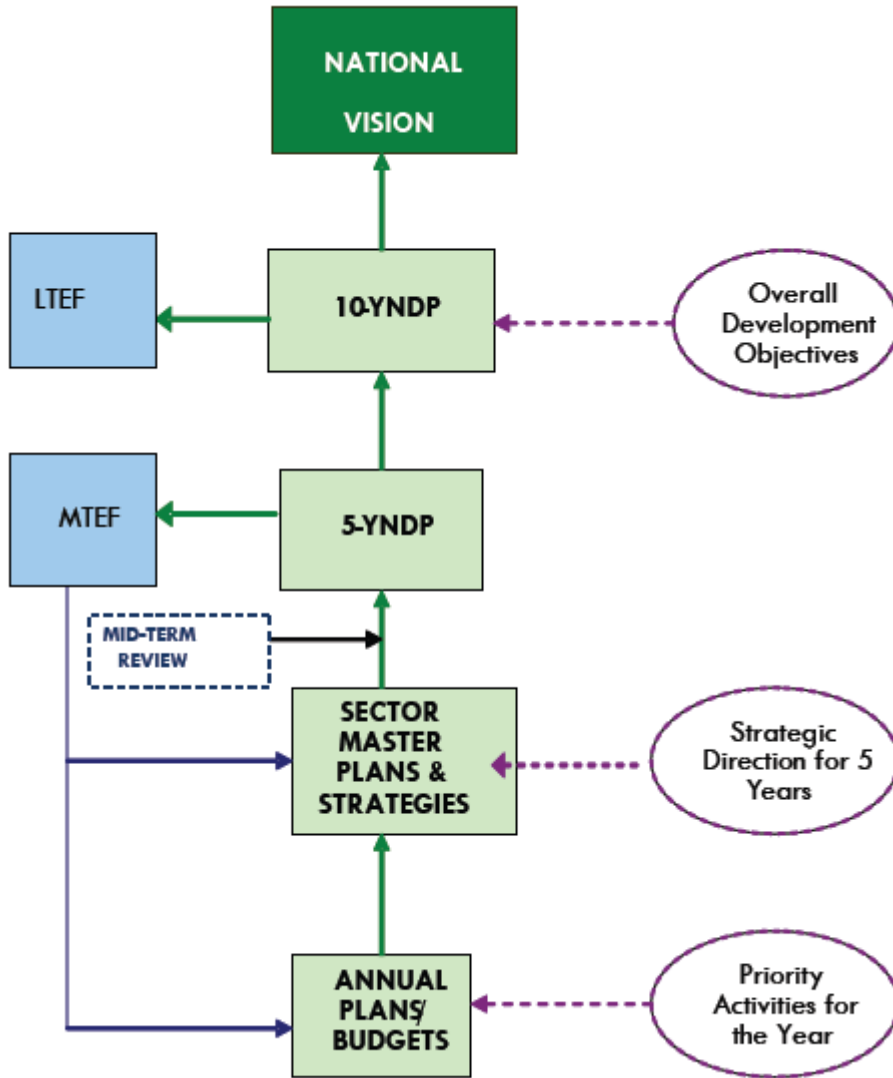 NATIONAL
VISION
LTEF
10-YNDP
Overall
Development
Objectives
MTEF
5-YNDP
MID-TERM
REVIEW
SECTOR
MASTER
PLANS &
STRATEGIES
Strategic
Direction for 5
Years
ANNUAL
PLANS/
BUDGETS
Priority
Activities for
the Year